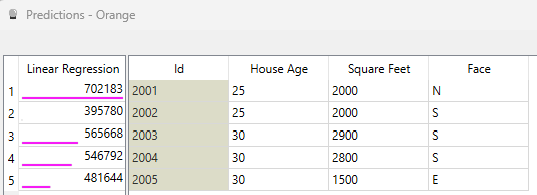 Predictions - Orange
Linear Regression Id House Age Square Feet Face
1 702183 2001 25 2000 N
2 395780 2002 25 2000 S
3 565668 2003 30 2900 S
4 546792 2004 30 2800 S
5 481644 2005 30 1500 E